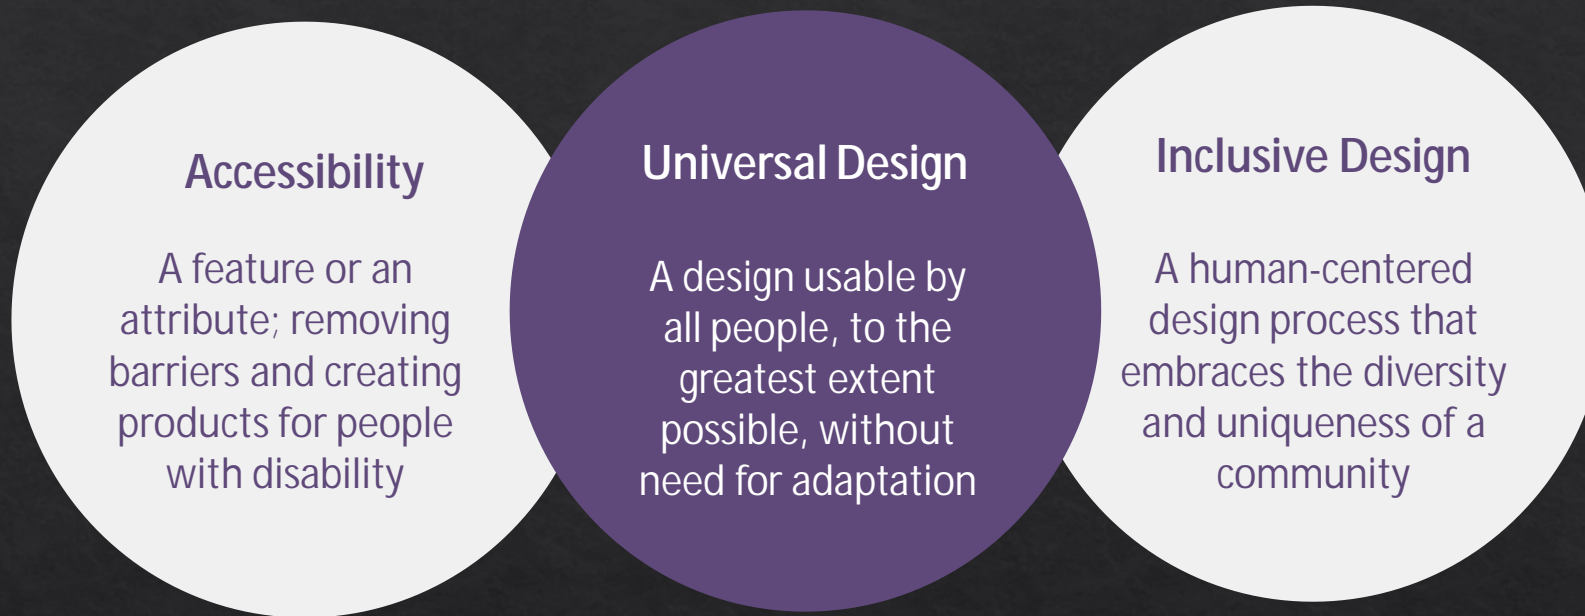 Accessibility
A feature or an
attribute; removing
barriers and creating
products for people
with disability
Universal Design
A design usable by
all people, to the
greatest extent
possible, without
need for adaptation
Inclusive Design
A human-centered
design process that
embraces the diversity
and uniqueness of a
community